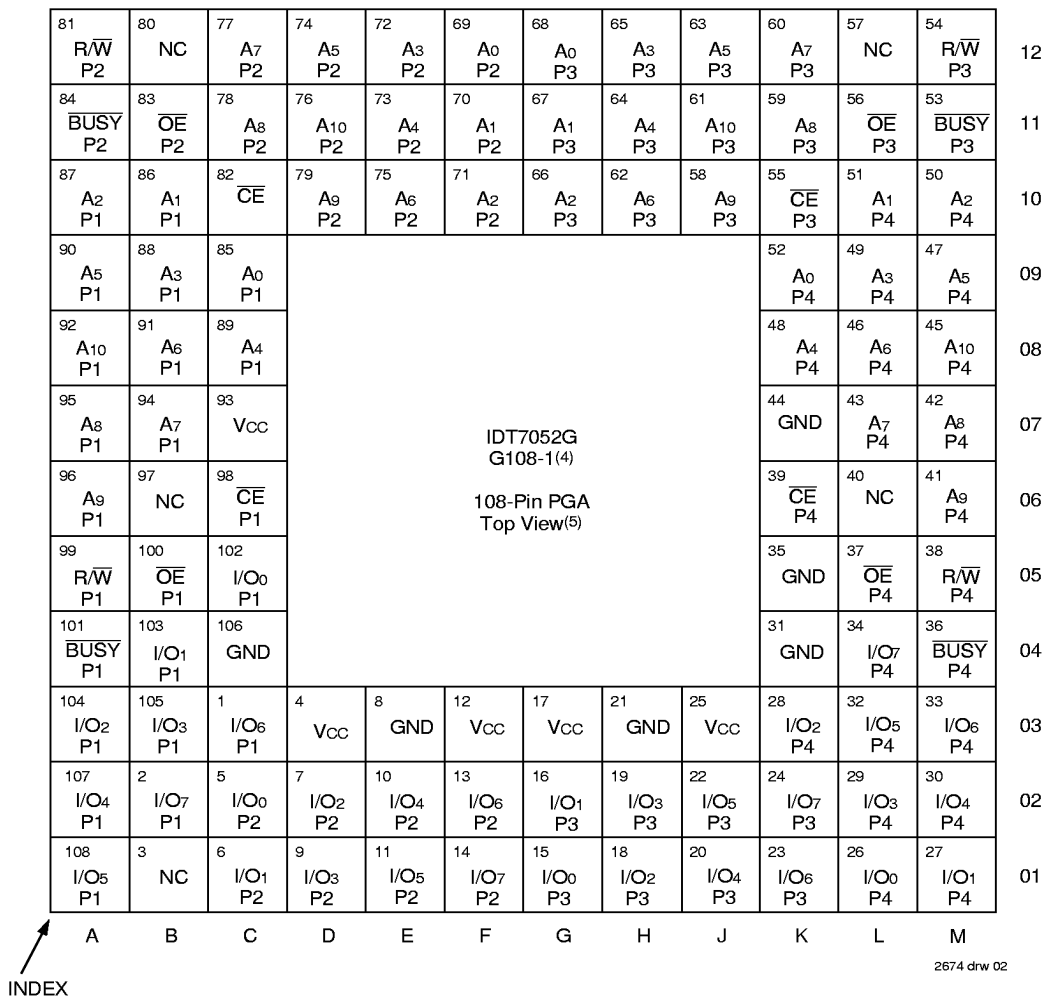 81 80 77 74 72 69 68 65 63 60 57 54
R/W̅ NC A7 A5 A3 A0 A0 A3 A5 A7 NC R/W̅ 12
P2 P2 P2 P2 P2 P3 P3 P3 P3 P3
84 83 78 76 73 70 67 64 61 59 56 53
B̅U̅S̅Y̅ O̅E̅ A8 A10 A4 A1 A1 A4 A10 A8 O̅E̅ B̅U̅S̅Y̅ 11
P2 P2 P2 P2 P2 P2 P3 P3 P3 P3 P3 P3
87 86 82 79 75 71 66 62 58 55 51 50
A2 A1 C̅E̅ A9 A6 A2 A2 A6 A9 C̅E̅ A1 A2 10
P1 P1 P2 P2 P2 P3 P3 P3 P3 P4 P4
90 88 85 52 49 47
A5 A3 A0 A0 A3 A5 09
P1 P1 P1 P4 P4 P4
92 91 89 48 46 45
A10 A6 A4 A4 A6 A10 08
P1 P1 P1 P4 P4 P4
95 94 93 44 43 42
A8 A7 VCC GND A7 A8 07
P1 P1 P4 P4
IDT7052G
G108-1(4)
108-Pin PGA
Top View(5)
96 97 98 39 40 41
A9 NC C̅E̅ C̅E̅ NC A9 06
P1 P1 P4 P4
99 100 102 35 37 38
R/W̅ O̅E̅ I/O0 GND O̅E̅ R/W̅ 05
P1 P1 P1 P4 P4
101 103 106 31 34 36
B̅U̅S̅Y̅ I/O1 GND GND I/O7 B̅U̅S̅Y̅ 04
P1 P1 P4 P4
104 105 1 4 8 12 17 21 25 28 32 33
I/O2 I/O3 I/O6 VCC GND VCC VCC GND VCC I/O2 I/O5 I/O6 03
P1 P1 P1 P4 P4 P4
107 2 5 7 10 13 16 19 22 24 29 30
I/O4 I/O7 I/O0 I/O2 I/O4 I/O6 I/O1 I/O3 I/O5 I/O7 I/O3 I/O4 02
P1 P1 P2 P2 P2 P2 P3 P3 P3 P3 P4 P4
108 3 6 9 11 14 15 18 20 23 26 27
I/O5 NC I/O1 I/O3 I/O5 I/O7 I/O0 I/O2 I/O4 I/O6 I/O0 I/O1 01
P1 P2 P2 P2 P2 P3 P3 P3 P3 P4 P4
A B C D E F G H J K L M
2674 drw 02
INDEX